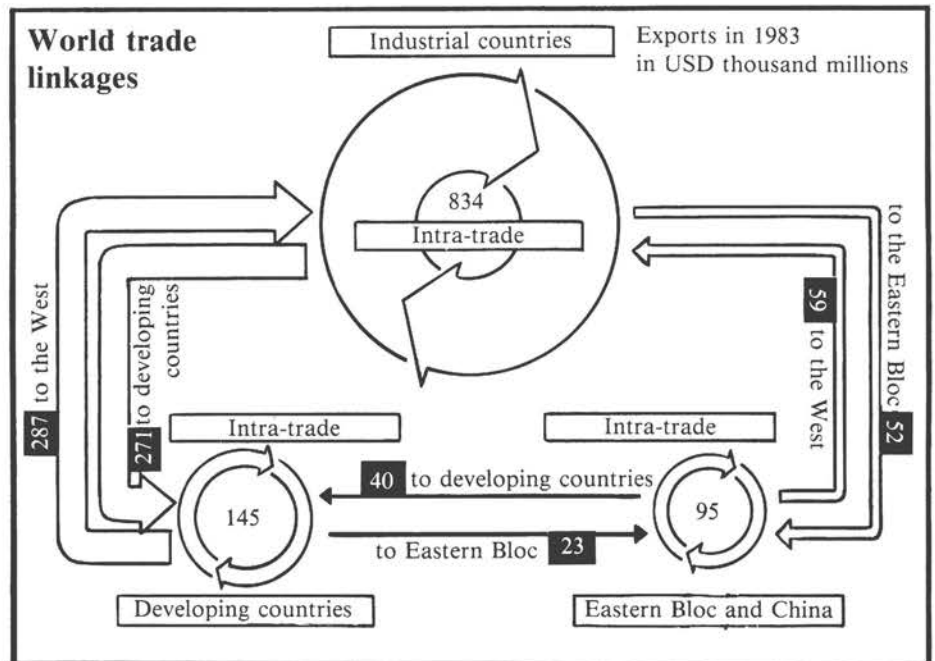 World trade
linkages
Industrial countries
Exports in 1983
in USD thousand millions
834
Intra-trade
287 to the West
271 to developing
countries
59 to the West
to the Eastern Bloc 52
Intra-trade
Intra-trade
40 to developing countries
145
95
to Eastern Bloc 23
Developing countries
Eastern Bloc and China